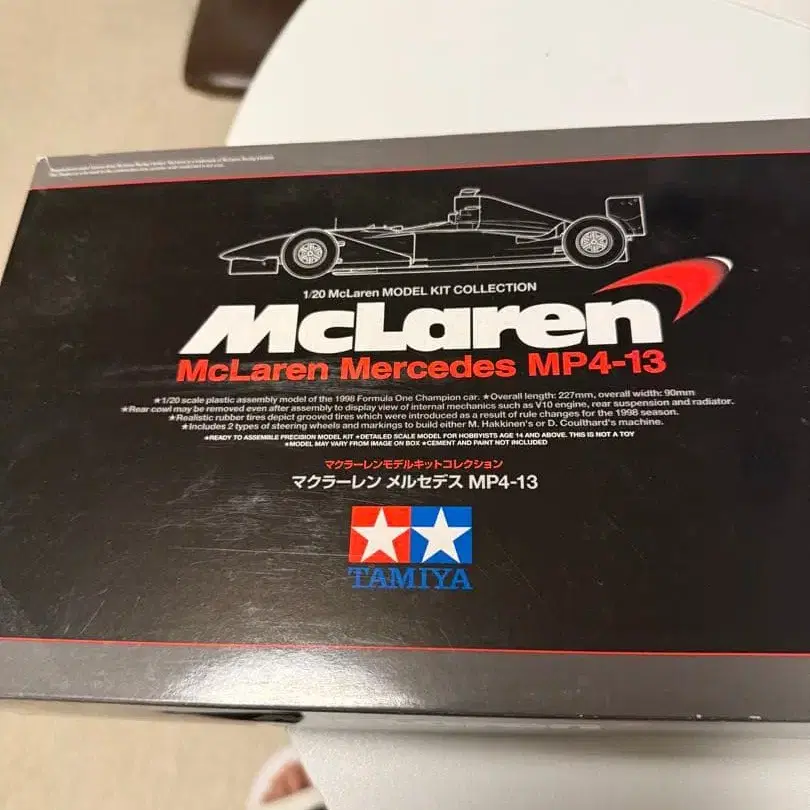 1/20 McLaren MODEL KIT COLLECTION
McLaren
McLaren Mercedes MP4-13
★1/20 scale plastic assembly model of the 1998 Formula One Champion car. ★Overall length: 227mm, overall width: 90mm
★Rear cowl may be removed even after assembly to display view of internal mechanics such as V10 engine, rear suspension and radiator.
★Realistic rubber tires depict grooved tires which were introduced as a result of rule changes for the 1998 season.
★Includes 2 types of steering wheels and markings to build either M. Hakkinen's or D. Coulthard's machine.
★READY TO ASSEMBLE PRECISION MODEL KIT ★DETAILED SCALE MODEL FOR HOBBYISTS AGE 14 AND ABOVE. THIS IS NOT A TOY
★MODEL MAY VARY FROM IMAGE ON BOX ★CEMENT AND PAINT NOT INCLUDED
マクラーレンモデルキットコレクション
マクラーレン メルセデス MP4-13
TAMIYA